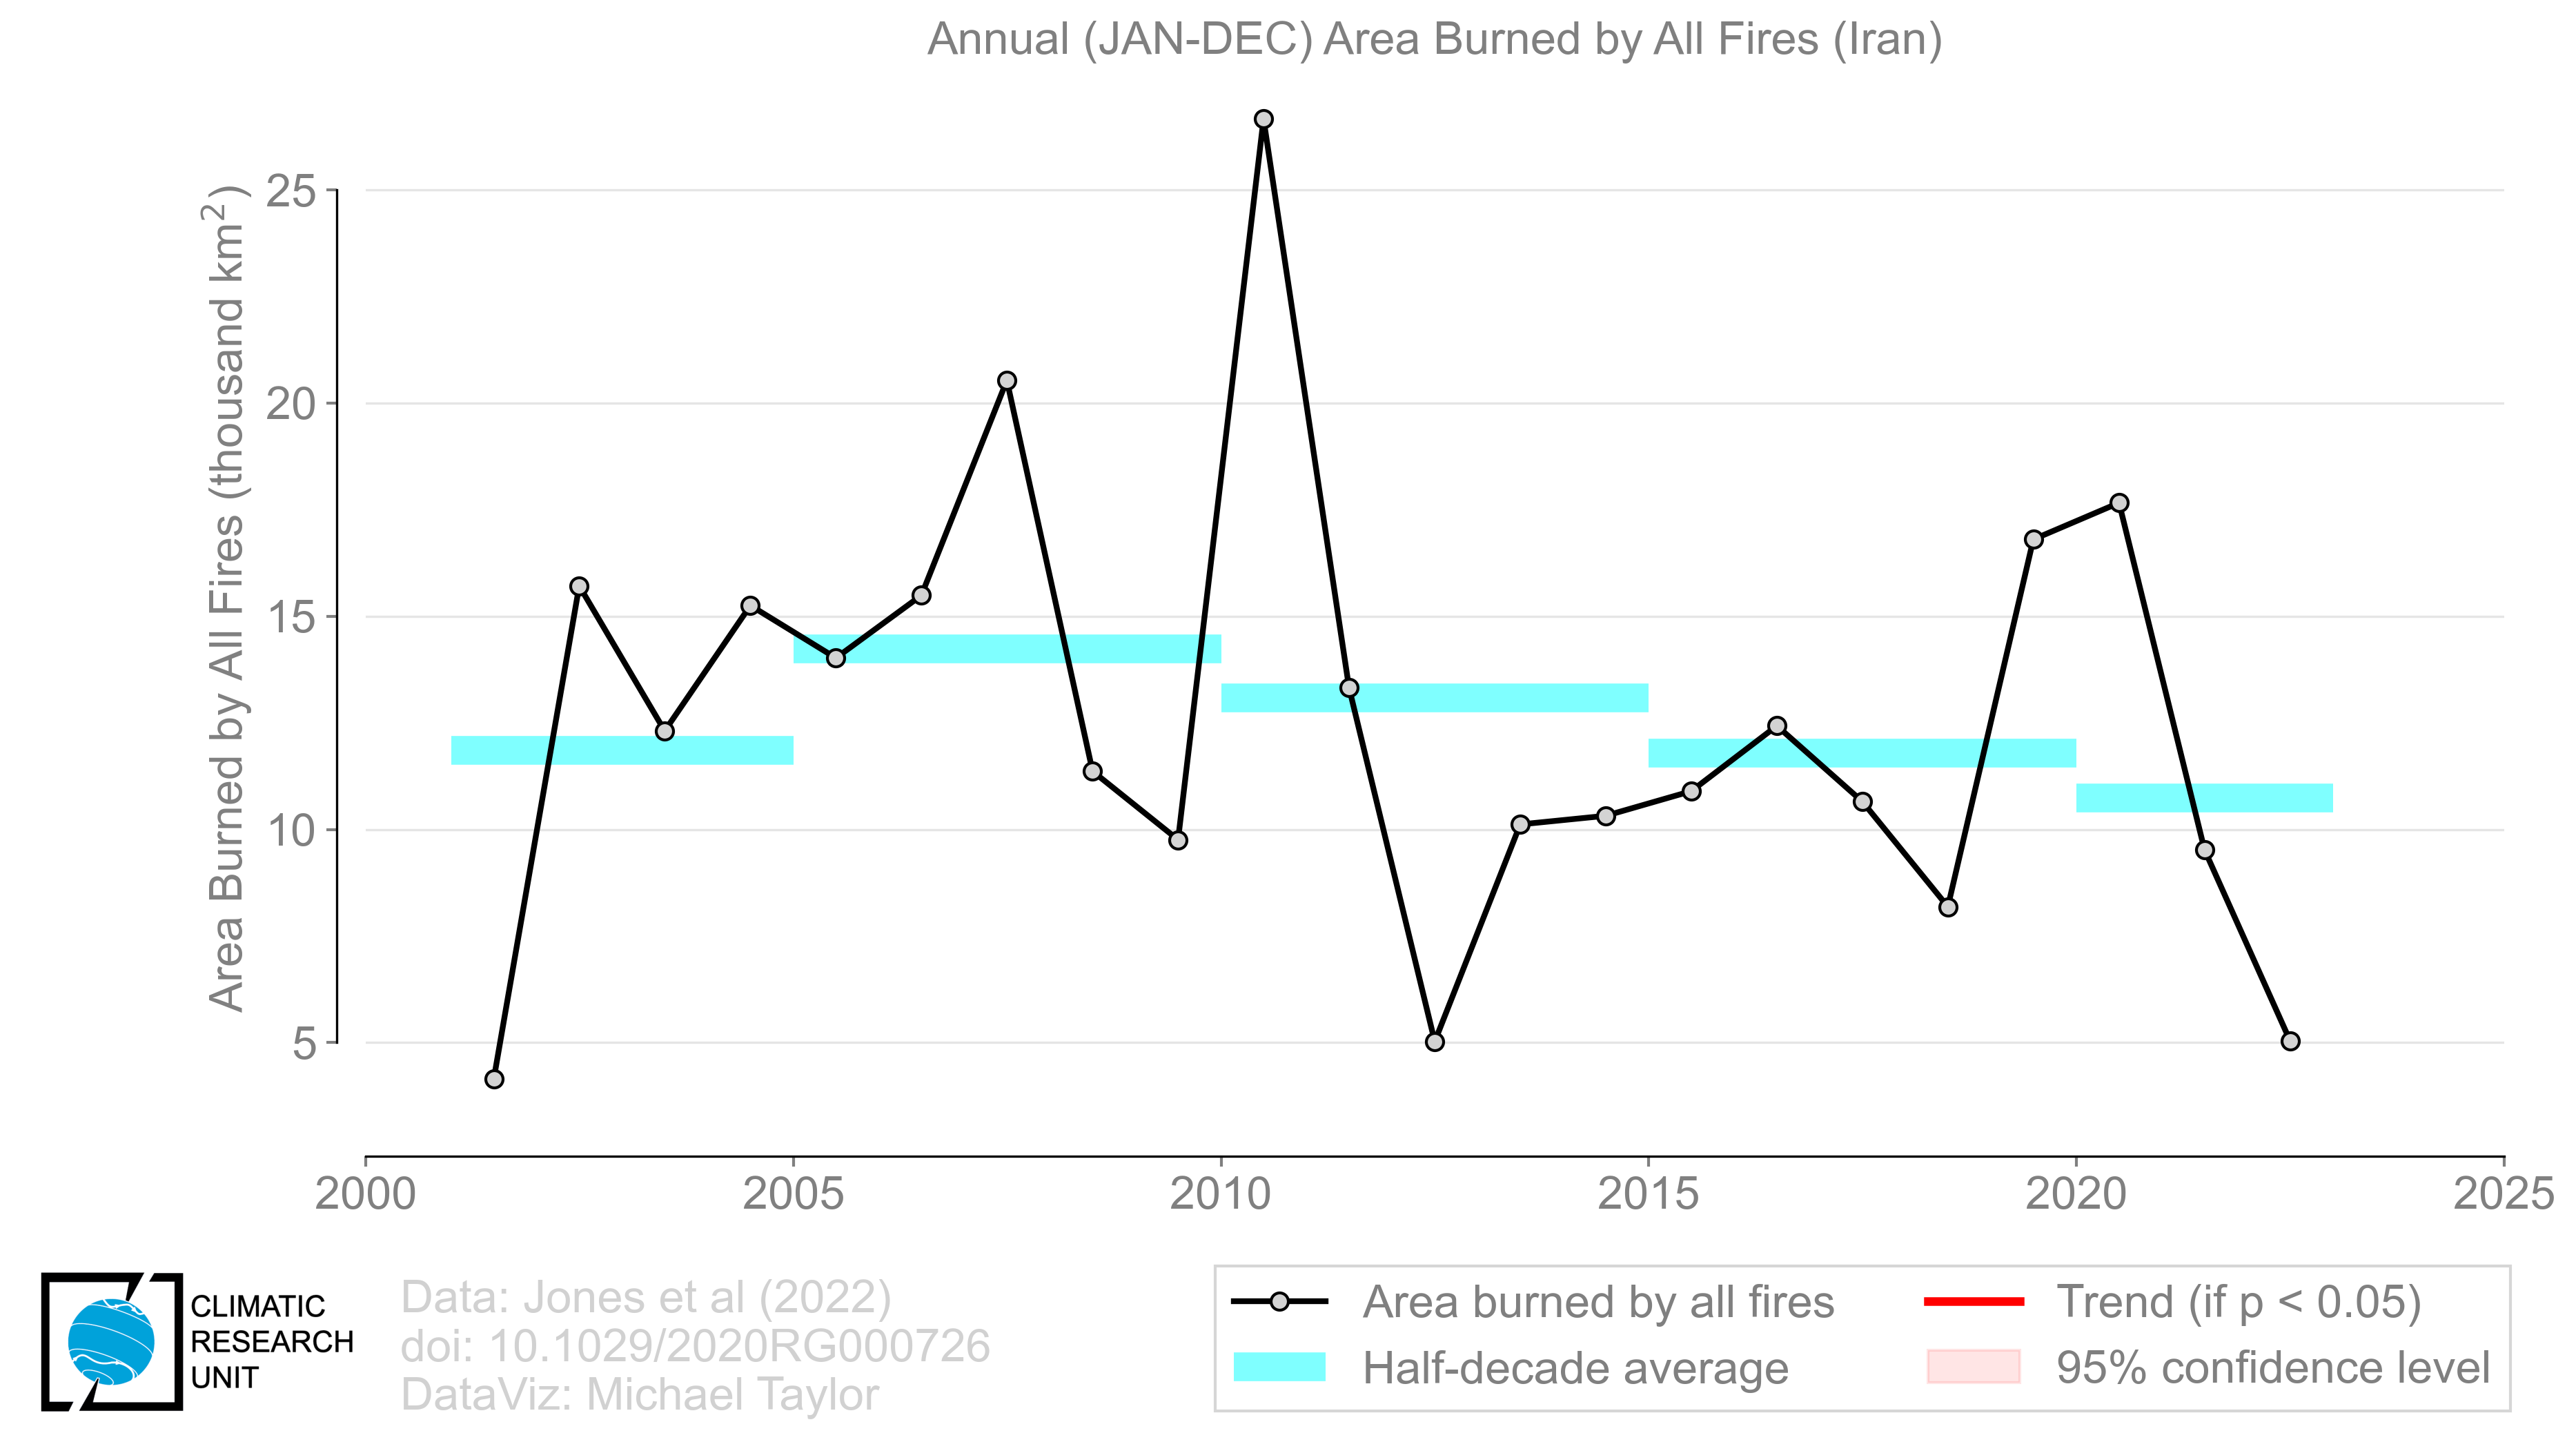 Annual (JAN-DEC) Area Burned by All Fires (Iran)
Area Burned by All Fires (thousand km²)
25
20
15
10
5
2000 2005 2010 2015 2020 2025
CLIMATIC
RESEARCH
UNIT
Data: Jones et al (2022)
doi: 10.1029/2020RG000726
DataViz: Michael Taylor
Area burned by all fires
Half-decade average
Trend (if p < 0.05)
95% confidence level